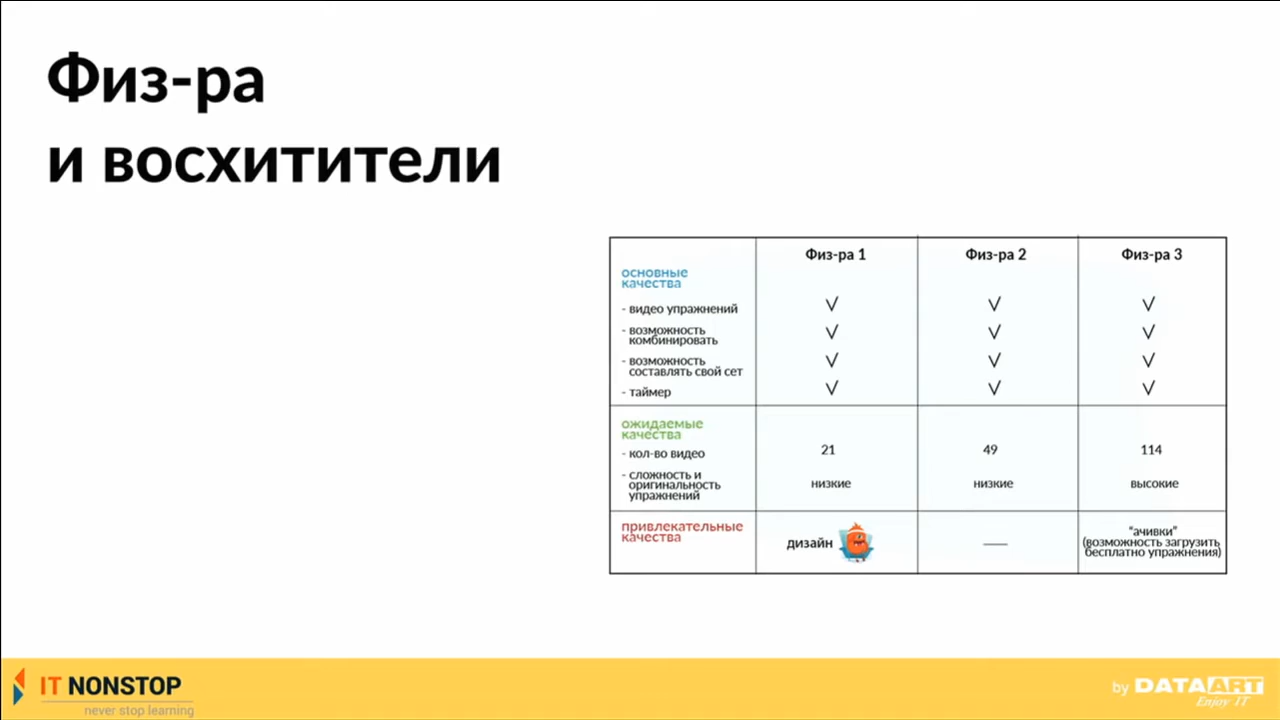 Физ-ра
и восхитители
Физ-ра 1 Физ-ра 2 Физ-ра 3
основные
качества
- видео упражнений √ √ √
- возможность
комбинировать √ √ √
- возможность
составлять свой сет √ √ √
- таймер √ √ √
ожидаемые
качества
- кол-во видео 21 49 114
- сложность и
оригинальность
упражнений низкие низкие высокие
привлекательные
качества
дизайн
—
“ачивки”
(возможность загрузить
бесплатно упражнения)
IT NONSTOP
never stop learning
by DATAART
Enjoy IT